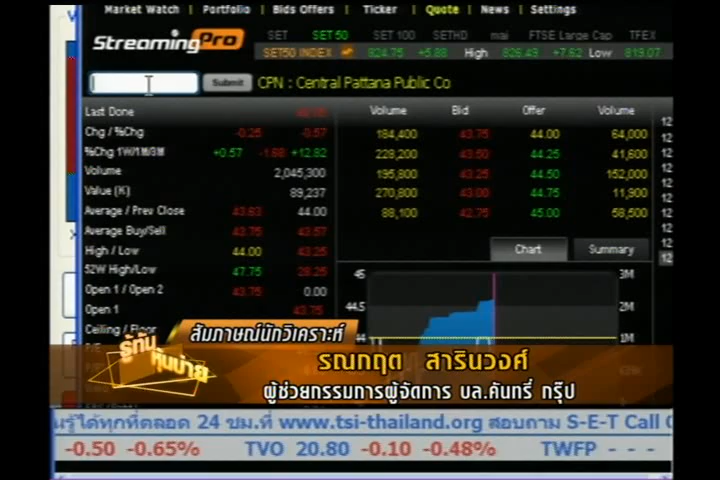 Market Watch Portfolio Bids Offers Ticker Quote News Settings
Streaming Pro
SET SET 50 SET 100 SETHD mai FTSE Large Cap TFEX
SET50 INDEX 824.75 +5.88 High 826.49 +7.62 Low 819.07
Submit CPN : Central Pattana Public Co
Last Done
Volume Bid Offer Volume
Chg / %Chg -0.25 -0.57
184,400 43.75 44.00 64,000
%Chg 1W/1M/3M +0.57 -1.68 +12.82
228,200 43.50 44.25 41,600
Volume 2,045,300
195,800 43.25 44.50 152,000
Value (K) 89,237
270,800 43.00 44.75 11,900
Average / Prev Close 43.63 44.00
88,100 42.75 45.00 58,500
Average Buy/Sell 43.75 43.57
High / Low 44.00 43.25
Chart Summary
52W High/Low 47.75 28.25
45 3M
Open 1 / Open 2 43.75 0.00
44.5 2M
Open 1 43.75
Ceiling / Floor
1M
รู้ทันหุ้นบ่าย
สัมภาษณ์นักวิเคราะห์
รณกฤต สารินวงศ์
ผู้ช่วยกรรมการผู้จัดการ บล.คันทรี่ กรุ๊ป
นรู้ได้ทุกที่ตลอด 24 ชม.ที่ www.tsi-thailand.org สอบถาม S-E-T Call
-0.50 -0.65% TVO 20.80 -0.10 -0.48% TWFP - - -